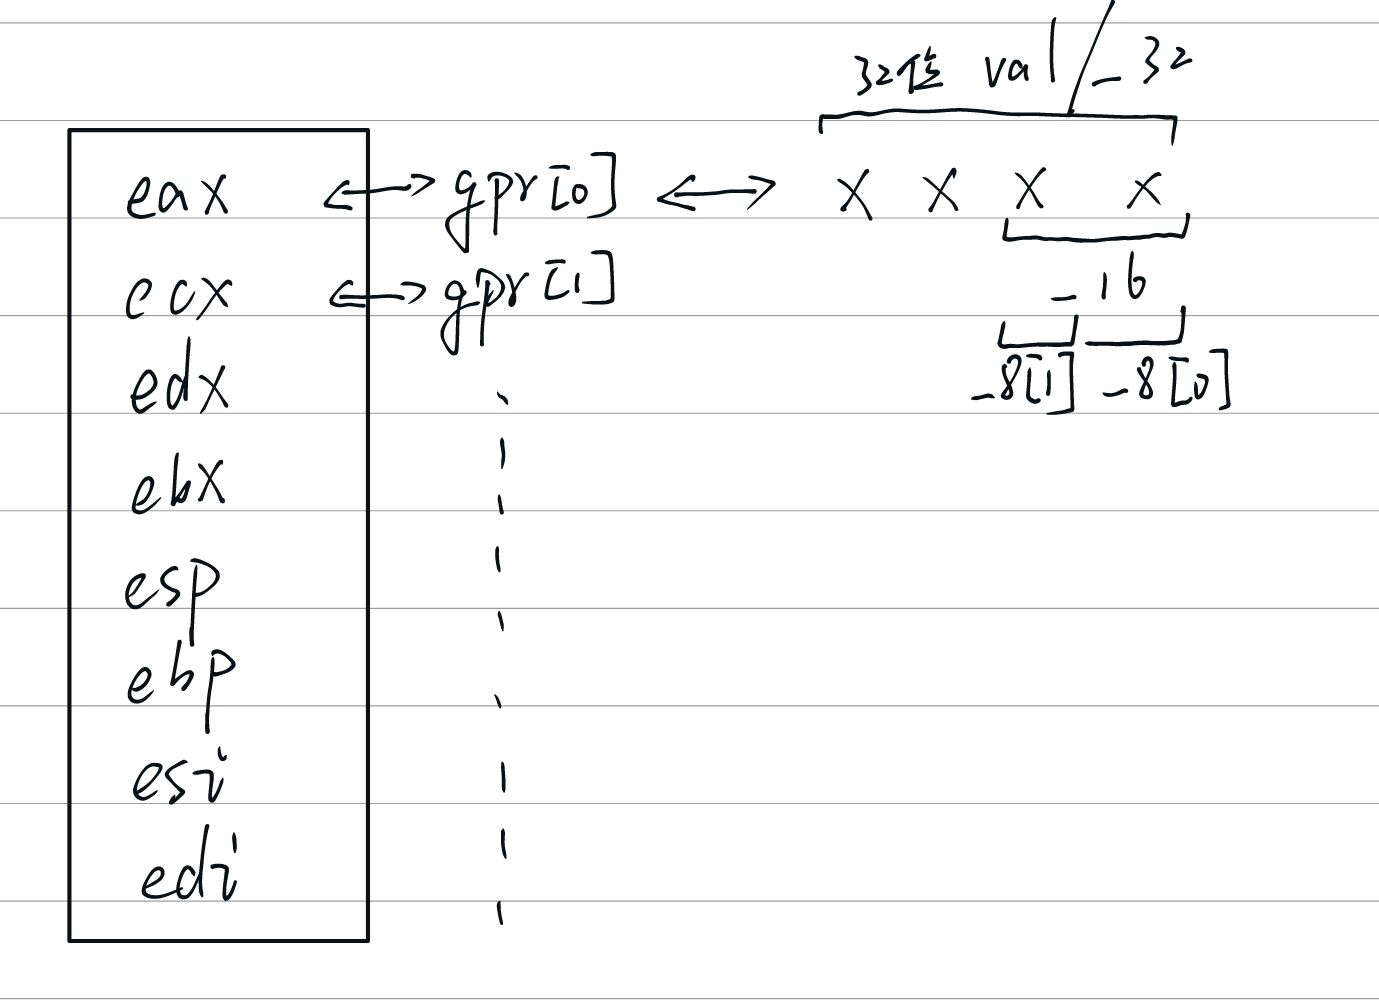 32位 val/_32
eax ↔ gpr[0] ↔ X X X X
ecx ↔ gpr[1]
_16
edx
_8[1] _8[0]
ebx
esp
ebp
esi
edi